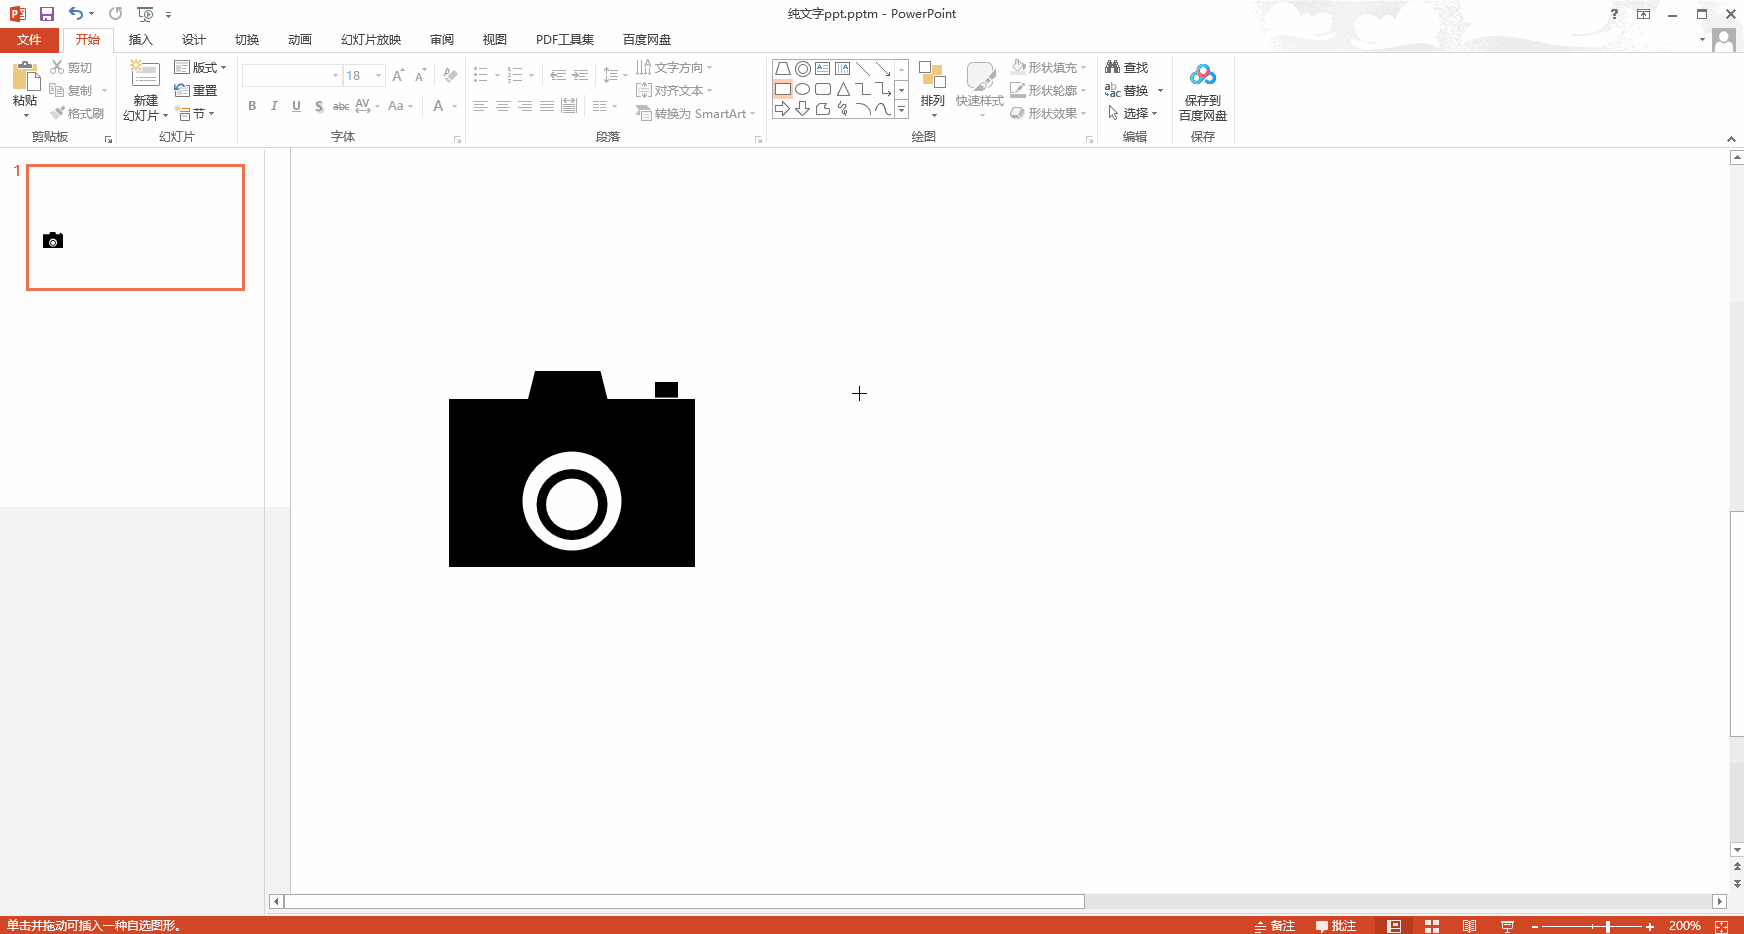 纯文字ppt.pptm - PowerPoint
文件 开始 插入 设计 切换 动画 幻灯片放映 审阅 视图 PDF工具集 百度网盘
粘贴 剪切 复制 格式刷 剪贴板
新建 幻灯片 版式 重置 节 幻灯片
18 B I U S abc AV Aa A 字体
文字方向 对齐文本 转换为 SmartArt 段落
排列 快速样式 形状填充 形状轮廓 形状效果 绘图
查找 替换 选择 编辑
保存到 百度网盘 保存
1
单击并拖动可插入一种自选图形。 备注 批注 200%